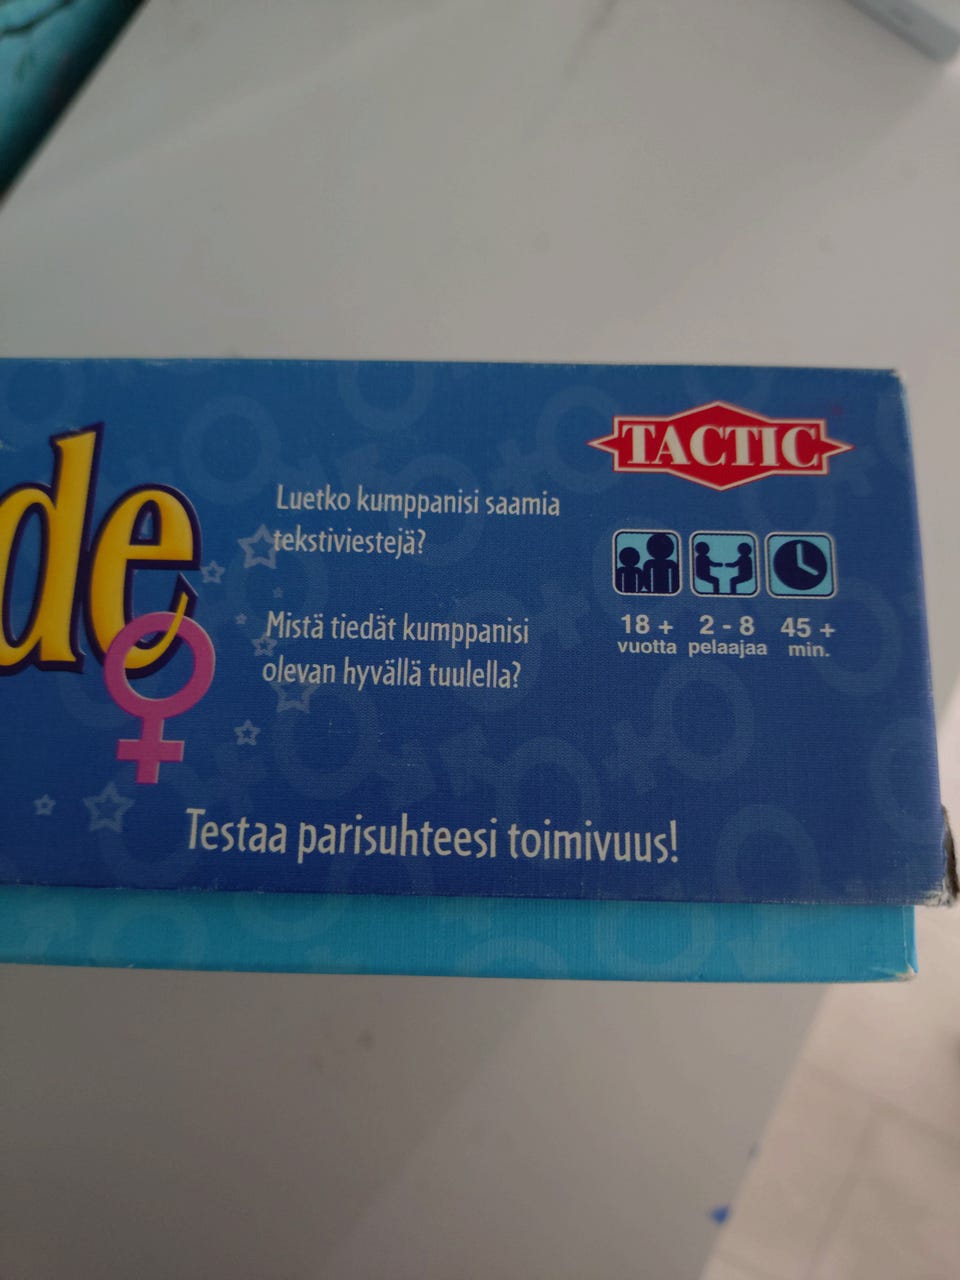 de
Luetko kumppanisi saamia
tekstiviestejä?
Mistä tiedät kumppanisi
olevan hyvällä tuulella?
Testaa parisuhteesi toimivuus!
TACTIC
18 + 2 - 8 45 +
vuotta pelaajaa min.